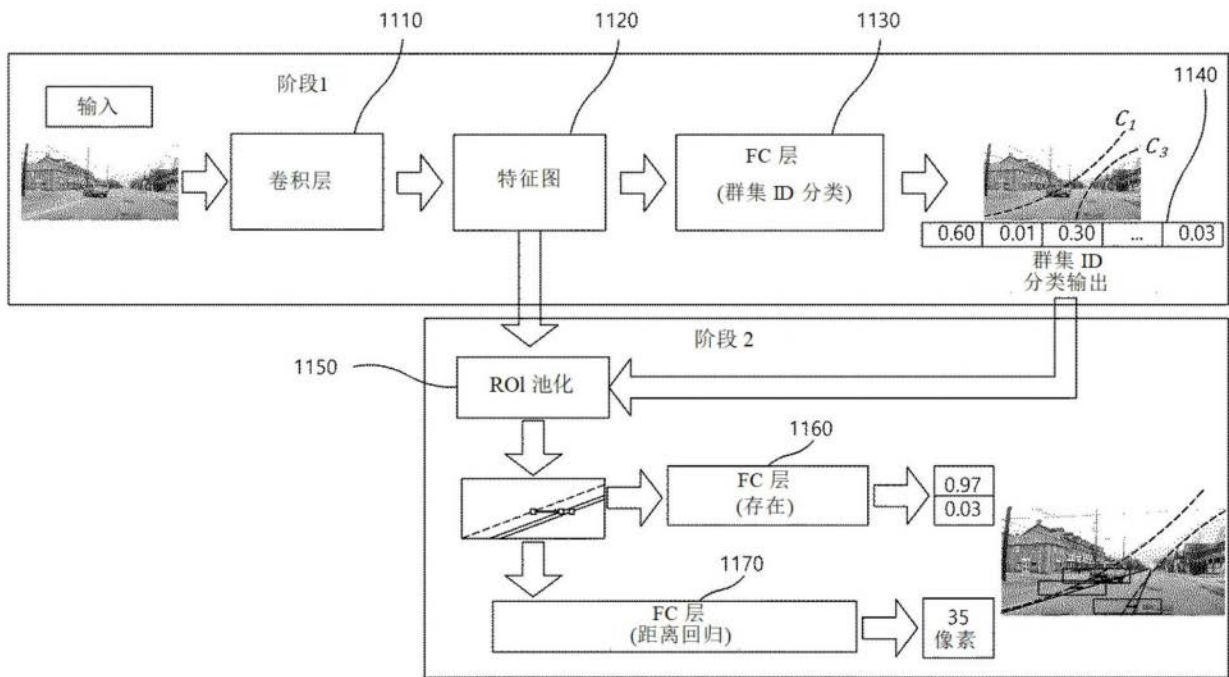 1110
1120
1130
阶段1
1140
输入
卷积层
特征图
FC 层
(群集 ID 分类)
C1
C3
0.60 0.01 0.30 ... 0.03
群集 ID
分类输出
阶段 2
1150
ROl 池化
1160
FC 层
(存在)
0.97
0.03
1170
FC 层
(距离回归)
35
像素